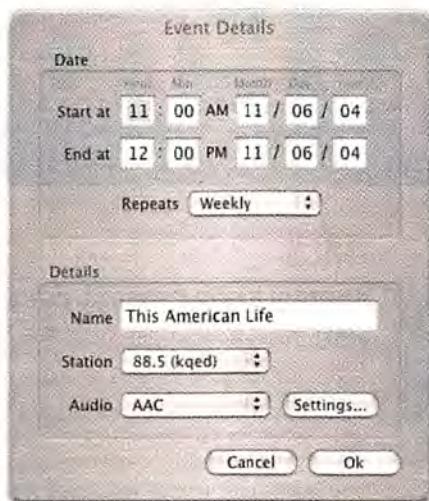 Event Details
Date
Month
Start at 11 : 00 AM 11 / 06 / 04
End at 12 : 00 PM 11 / 06 / 04
Repeats Weekly
Details
Name This American Life
Station 88.5 (kqed)
Audio AAC Settings...
Cancel Ok